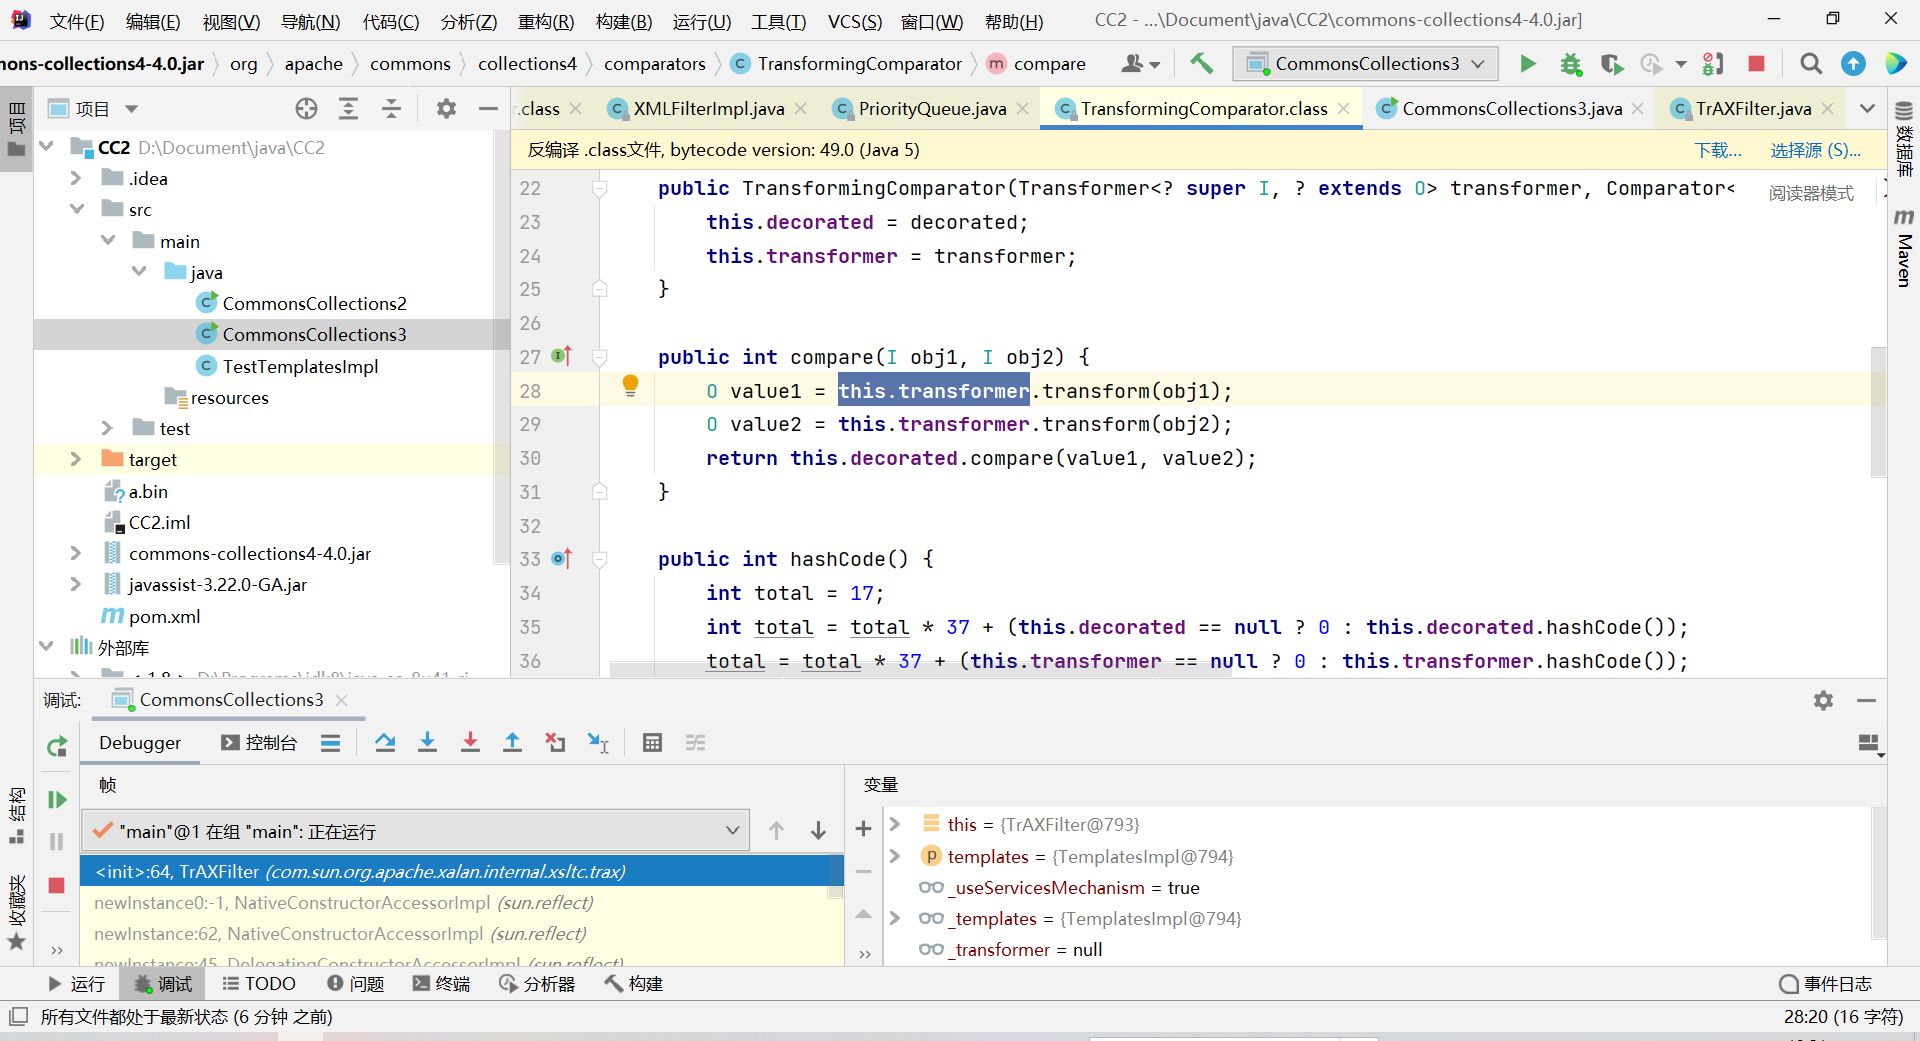 文件(F) 编辑(E) 视图(V) 导航(N) 代码(C) 分析(Z) 重构(R) 构建(B) 运行(U) 工具(T) VCS(S) 窗口(W) 帮助(H) CC2 - ...\Document\java\CC2\commons-collections4-4.0.jar]
mons-collections4-4.0.jar org apache commons collections4 comparators TransformingComparator compare CommonsCollections3
项目
r.class XMLFilterImpl.java PriorityQueue.java TransformingComparator.class CommonsCollections3.java TrAXFilter.java
反编译 .class文件, bytecode version: 49.0 (Java 5) 下载... 选择源 (S)...
阅读器模式
CC2 D:\Document\java\CC2
.idea
src
main
java
CommonsCollections2
CommonsCollections3
TestTemplatesImpl
resources
test
target
a.bin
CC2.iml
commons-collections4-4.0.jar
javassist-3.22.0-GA.jar
pom.xml
外部库
22 public TransformingComparator(Transformer<? super I, ? extends O> transformer, Comparator<
23 this.decorated = decorated;
24 this.transformer = transformer;
25 }
26
27 public int compare(I obj1, I obj2) {
28 O value1 = this.transformer.transform(obj1);
29 O value2 = this.transformer.transform(obj2);
30 return this.decorated.compare(value1, value2);
31 }
32
33 public int hashCode() {
34 int total = 17;
35 int total = total * 37 + (this.decorated == null ? 0 : this.decorated.hashCode());
36 total = total * 37 + (this.transformer == null ? 0 : this.transformer.hashCode());
项目
结构
收藏夹
数据库
Maven
调试: CommonsCollections3
Debugger 控制台
帧
"main"@1 在组 "main": 正在运行
<init>:64, TrAXFilter (com.sun.org.apache.xalan.internal.xsltc.trax)
newInstance0:-1, NativeConstructorAccessorImpl (sun.reflect)
newInstance:62, NativeConstructorAccessorImpl (sun.reflect)
newInstance:45, DelegatingConstructorAccessorImpl (sun.reflect)
变量
this = {TrAXFilter@793}
templates = {TemplatesImpl@794}
_useServicesMechanism = true
_templates = {TemplatesImpl@794}
_transformer = null
运行 调试 TODO 问题 终端 分析器 构建 事件日志
所有文件都处于最新状态 (6 分钟 之前) 28:20 (16 字符)